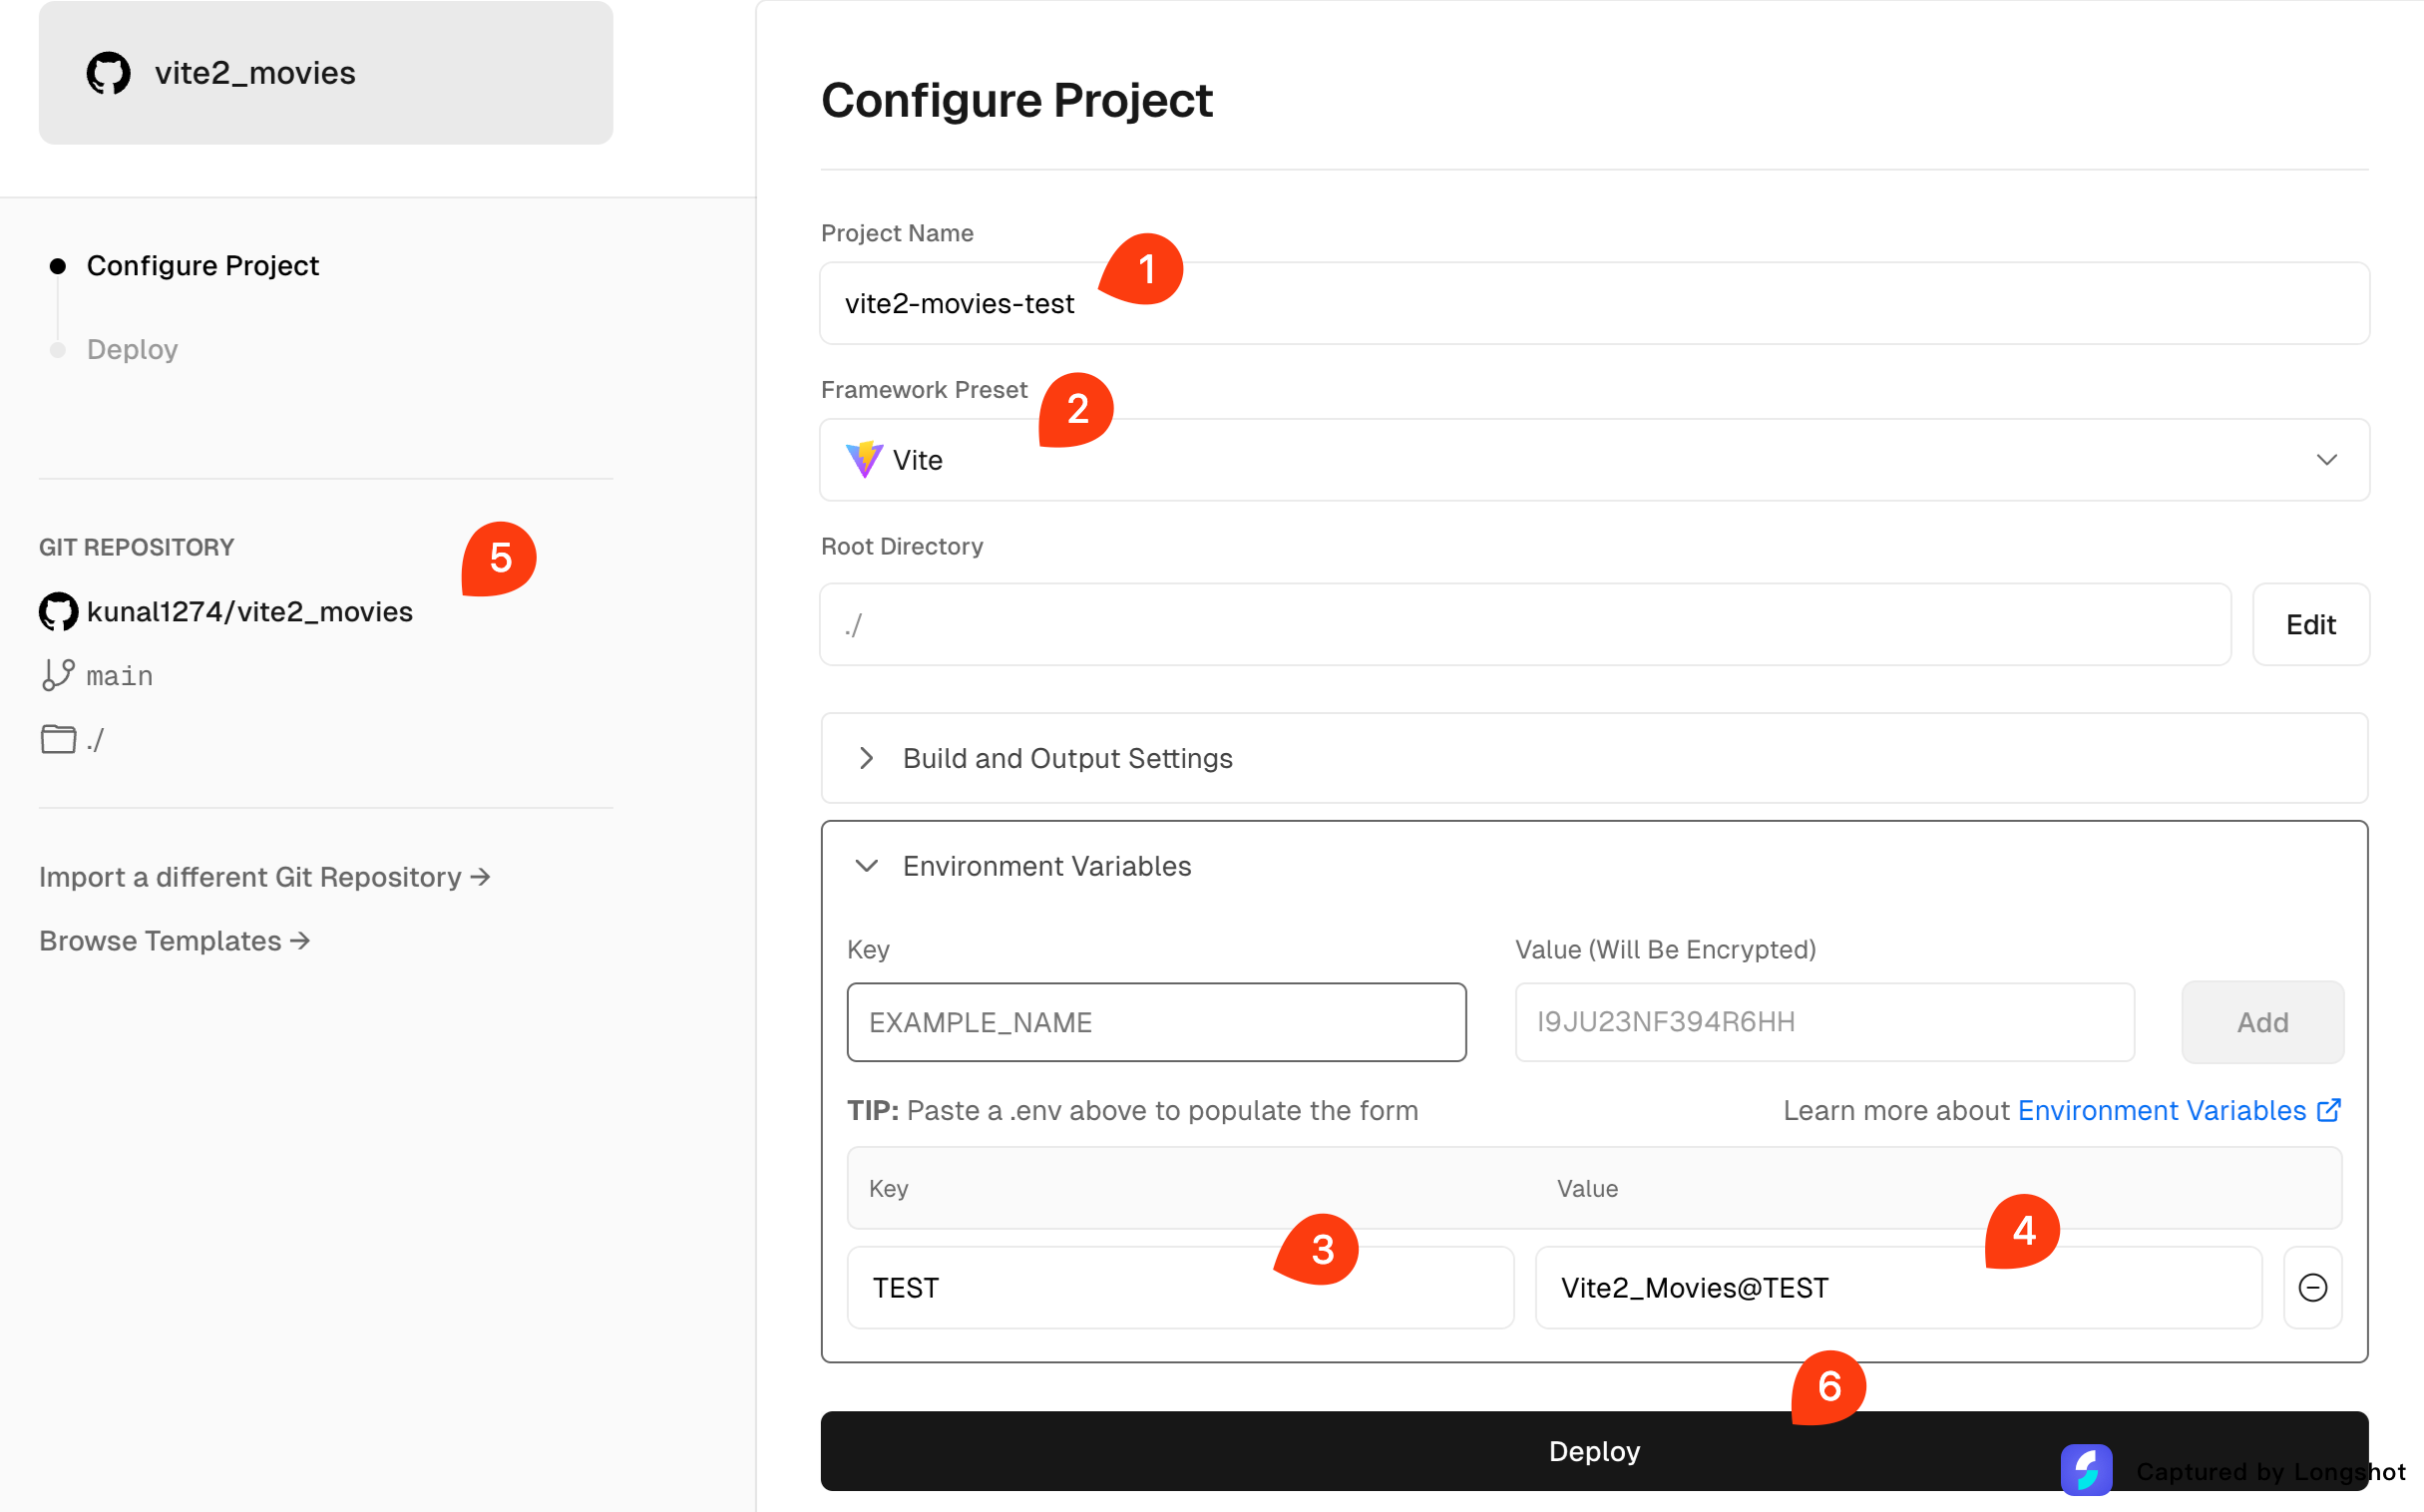 vite2_movies
Configure Project
Deploy
GIT REPOSITORY
5
kunal1274/vite2_movies
main
./
Import a different Git Repository →
Browse Templates →
Configure Project
Project Name
1
vite2-movies-test
Framework Preset
2
Vite
Root Directory
./
Edit
Build and Output Settings
Environment Variables
Key
Value (Will Be Encrypted)
EXAMPLE_NAME
I9JU23NF394R6HH
Add
TIP: Paste a .env above to populate the form
Learn more about Environment Variables
Key
Value
3
4
TEST
Vite2_Movies@TEST
6
Deploy
Captured by Longshot